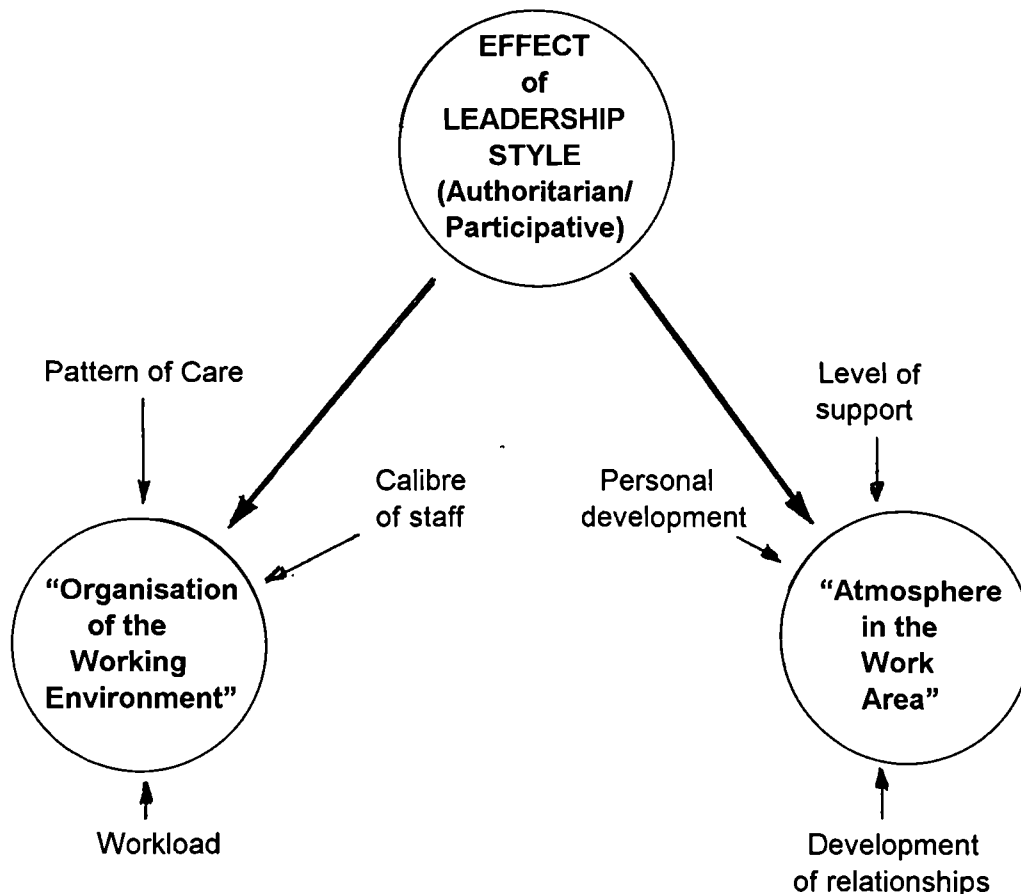 EFFECT
of
LEADERSHIP
STYLE
(Authoritarian/
Participative)
Pattern of Care
Level of
support
Calibre
of staff
Personal
development
“Organisation
of the
Working
Environment”
“Atmosphere
in the
Work
Area”
Workload
Development
of relationships